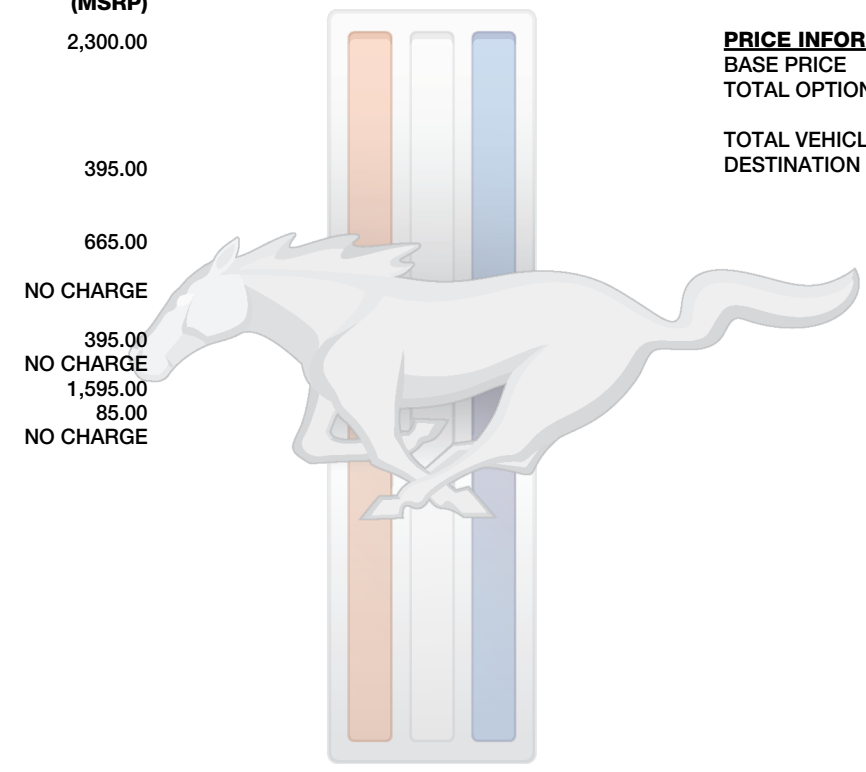 (MSRP)
2,300.00
395.00
665.00
NO CHARGE
395.00
NO CHARGE
1,595.00
85.00
NO CHARGE
PRICE INFOR
BASE PRICE
TOTAL OPTION
TOTAL VEHICL
DESTINATION